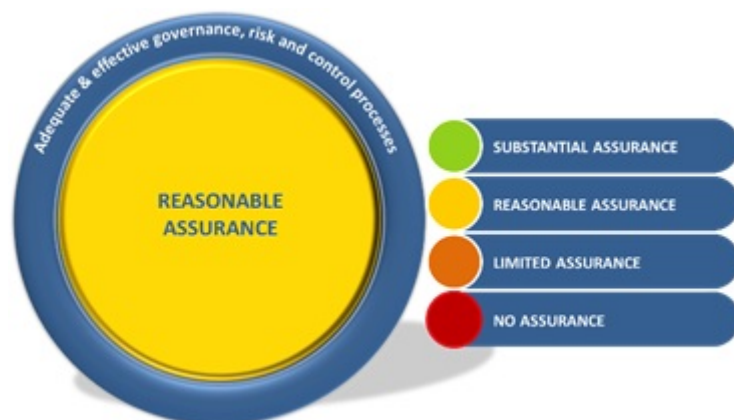 Adequate & effective governance, risk and control processes
REASONABLE
ASSURANCE
SUBSTANTIAL ASSURANCE
REASONABLE ASSURANCE
LIMITED ASSURANCE
NO ASSURANCE